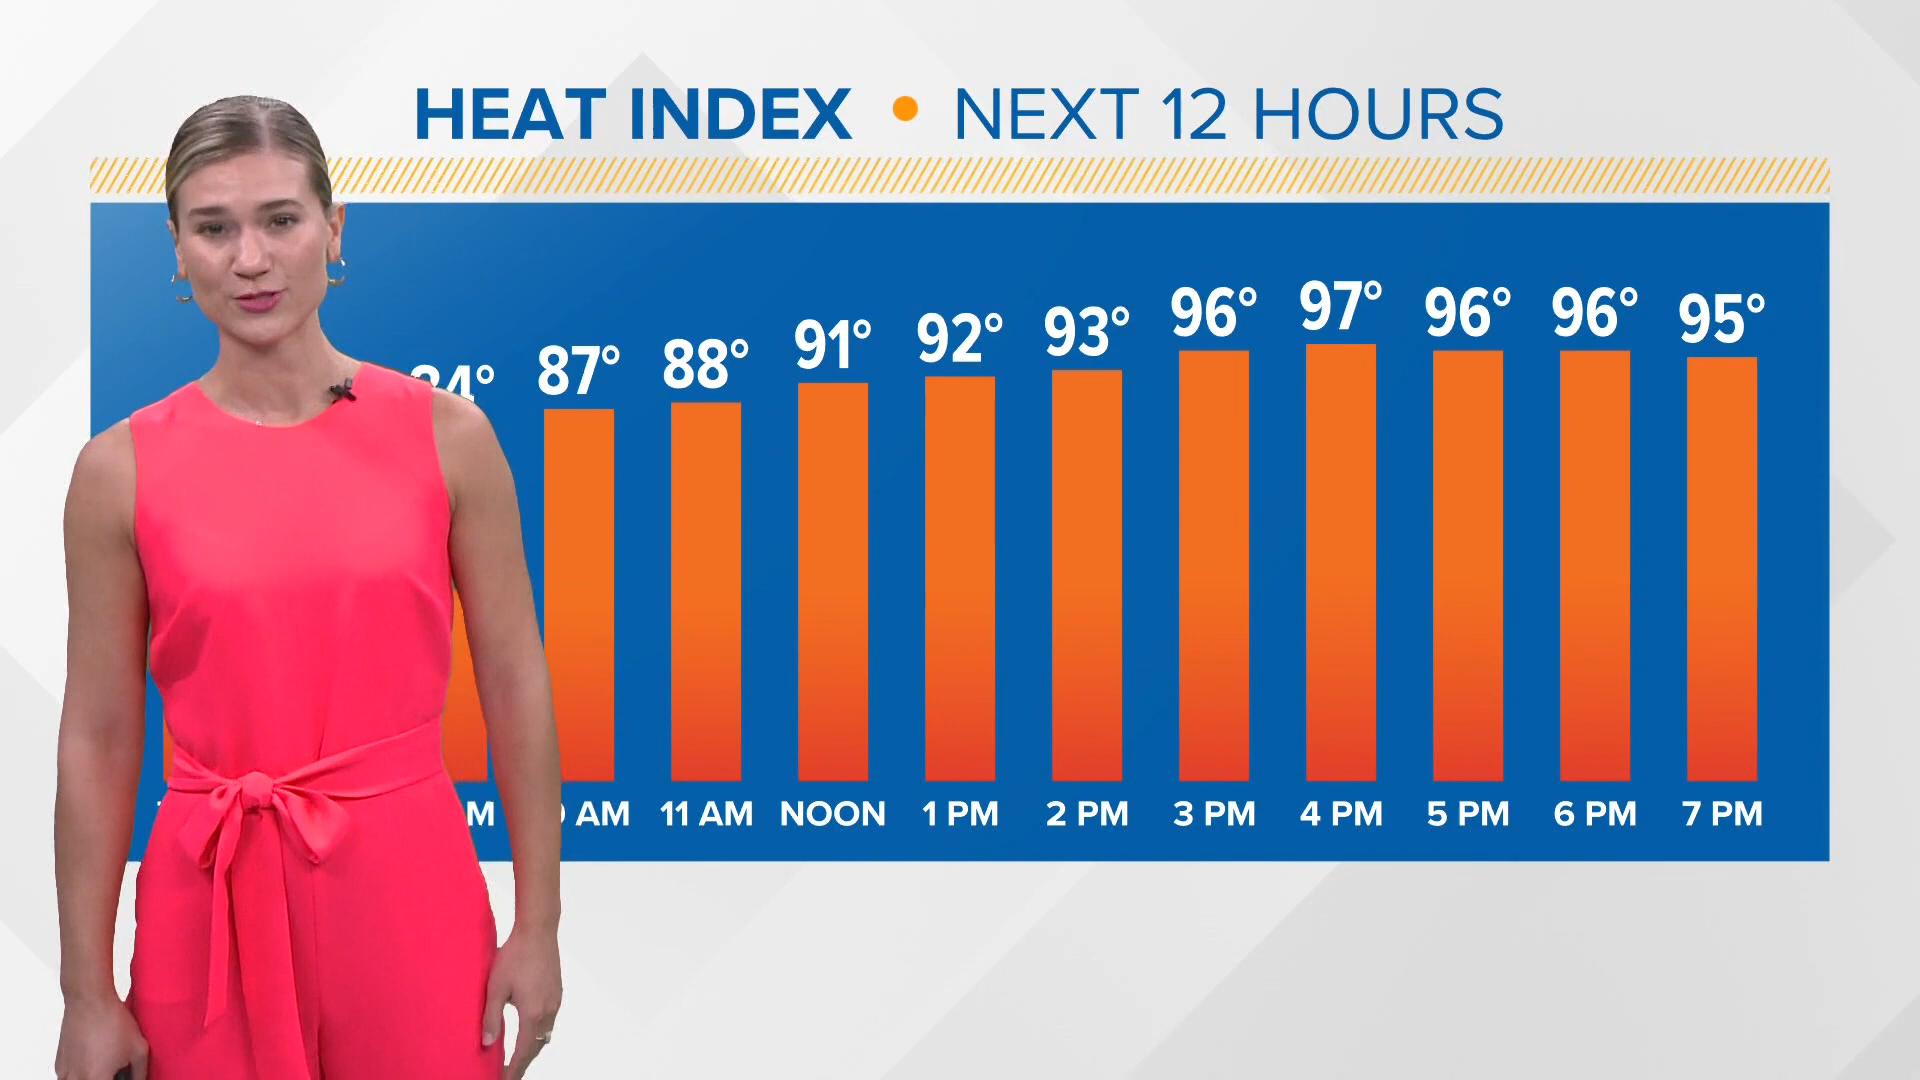 HEAT INDEX • NEXT 12 HOURS
87° 88° 91° 92° 93° 96° 97° 96° 96° 95°
AM 11 AM NOON 1 PM 2 PM 3 PM 4 PM 5 PM 6 PM 7 PM